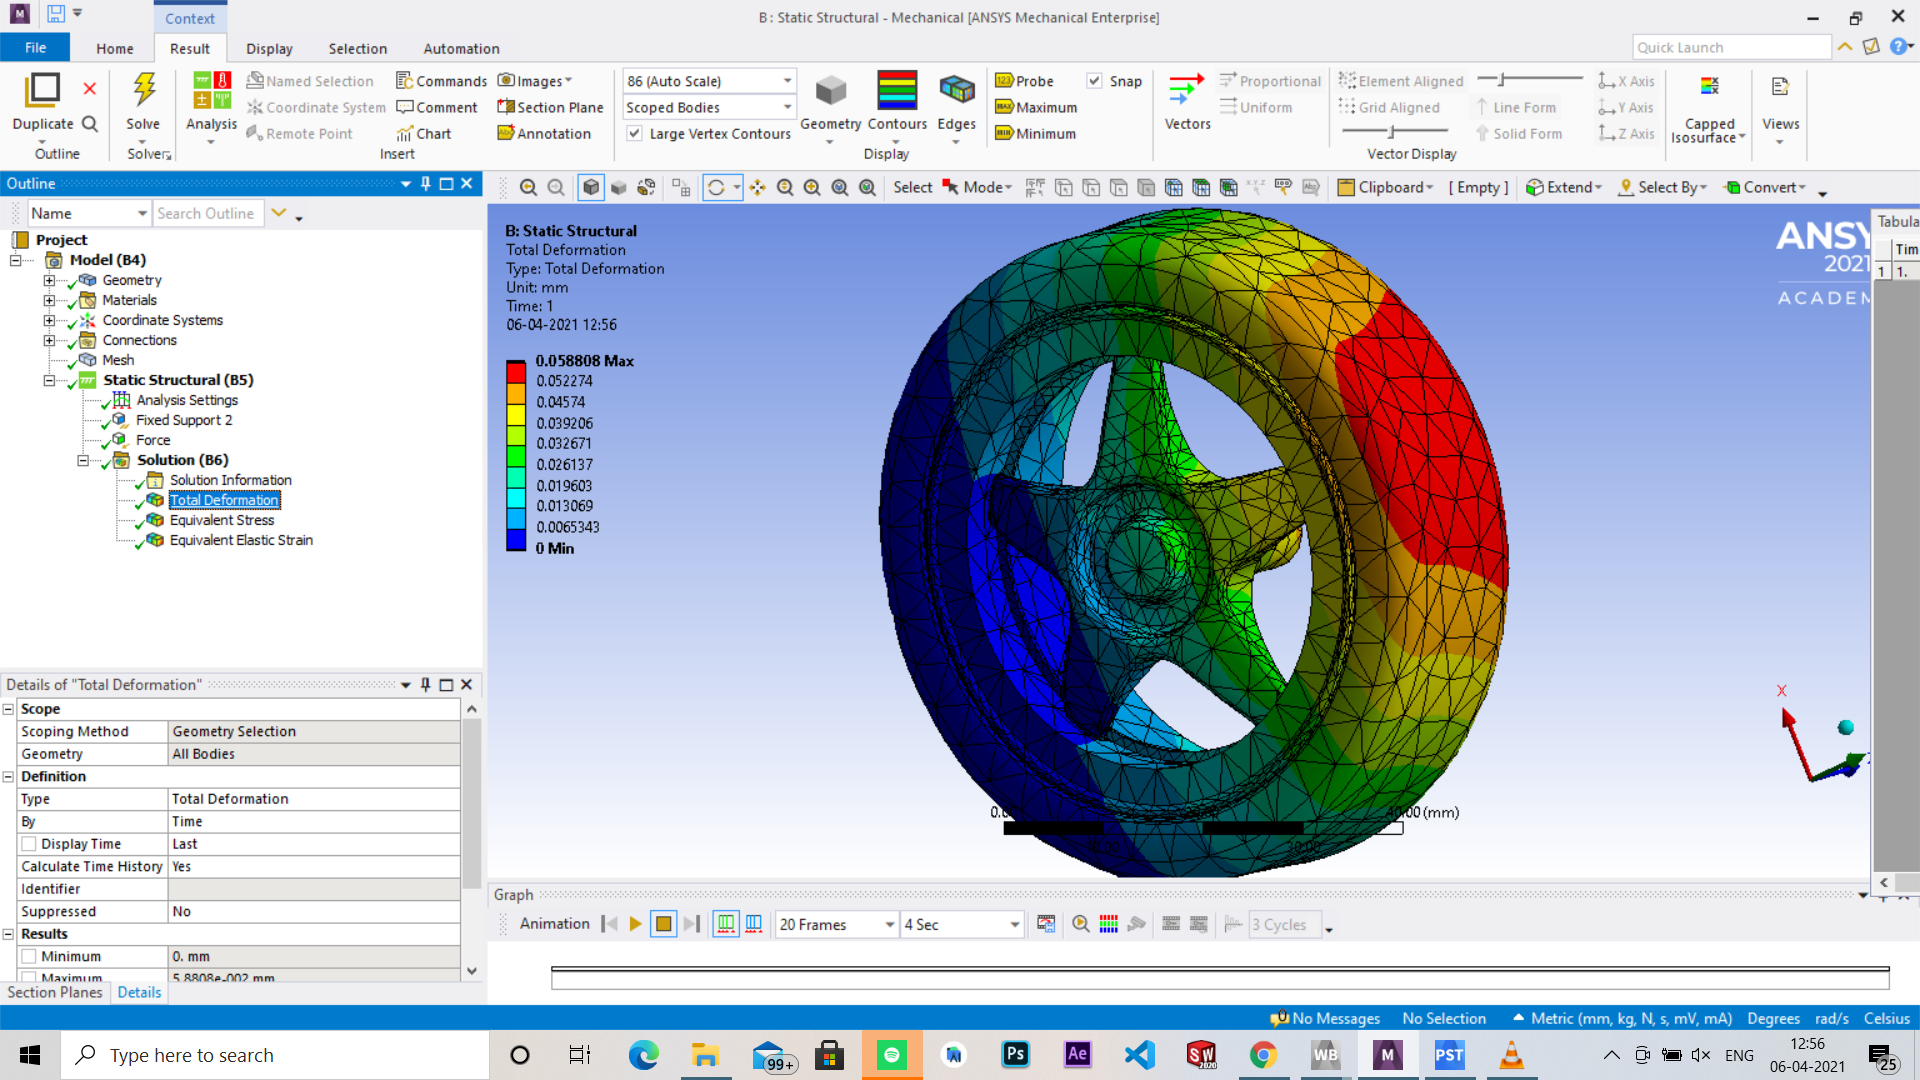 Context
B : Static Structural - Mechanical [ANSYS Mechanical Enterprise]
File
Home
Result
Display
Selection
Automation
Quick Launch
Duplicate
Outline
Solve
Solver
Analysis
Named Selection
Coordinate System
Remote Point
Commands
Comment
Chart
Images
Section Plane
Annotation
Insert
86 (Auto Scale)
Scoped Bodies
Large Vertex Contours
Geometry
Contours
Edges
Display
Probe
Maximum
Minimum
Snap
Vectors
Proportional
Uniform
Element Aligned
Grid Aligned
Line Form
Solid Form
X Axis
Y Axis
Z Axis
Vector Display
Capped
Isosurface
Views
Outline
Name
Search Outline
Project
Model (B4)
Geometry
Materials
Coordinate Systems
Connections
Mesh
Static Structural (B5)
Analysis Settings
Fixed Support 2
Force
Solution (B6)
Solution Information
Total Deformation
Equivalent Stress
Equivalent Elastic Strain
Select
Mode
Clipboard
[ Empty ]
Extend
Select By
Convert
B: Static Structural
Total Deformation
Type: Total Deformation
Unit: mm
Time: 1
06-04-2021 12:56
0.058808 Max
0.052274
0.04574
0.039206
0.032671
0.026137
0.019603
0.013069
0.0065343
0 Min
ANSY
2021
ACADEM
X
40.00 (mm)
30.00
Tabula
Tim
1 1.
Details of "Total Deformation"
Scope
Scoping Method Geometry Selection
Geometry All Bodies
Definition
Type Total Deformation
By Time
Display Time Last
Calculate Time History Yes
Identifier
Suppressed No
Results
Minimum 0. mm
Maximum 5.8808e-002 mm
Section Planes
Details
Graph
Animation
20 Frames
4 Sec
3 Cycles
No Messages
No Selection
Metric (mm, kg, N, s, mV, mA)
Degrees
rad/s
Celsius
Type here to search
99+
Ps
Ae
SW
2020
WB
M
PST
ENG
12:56
06-04-2021
25